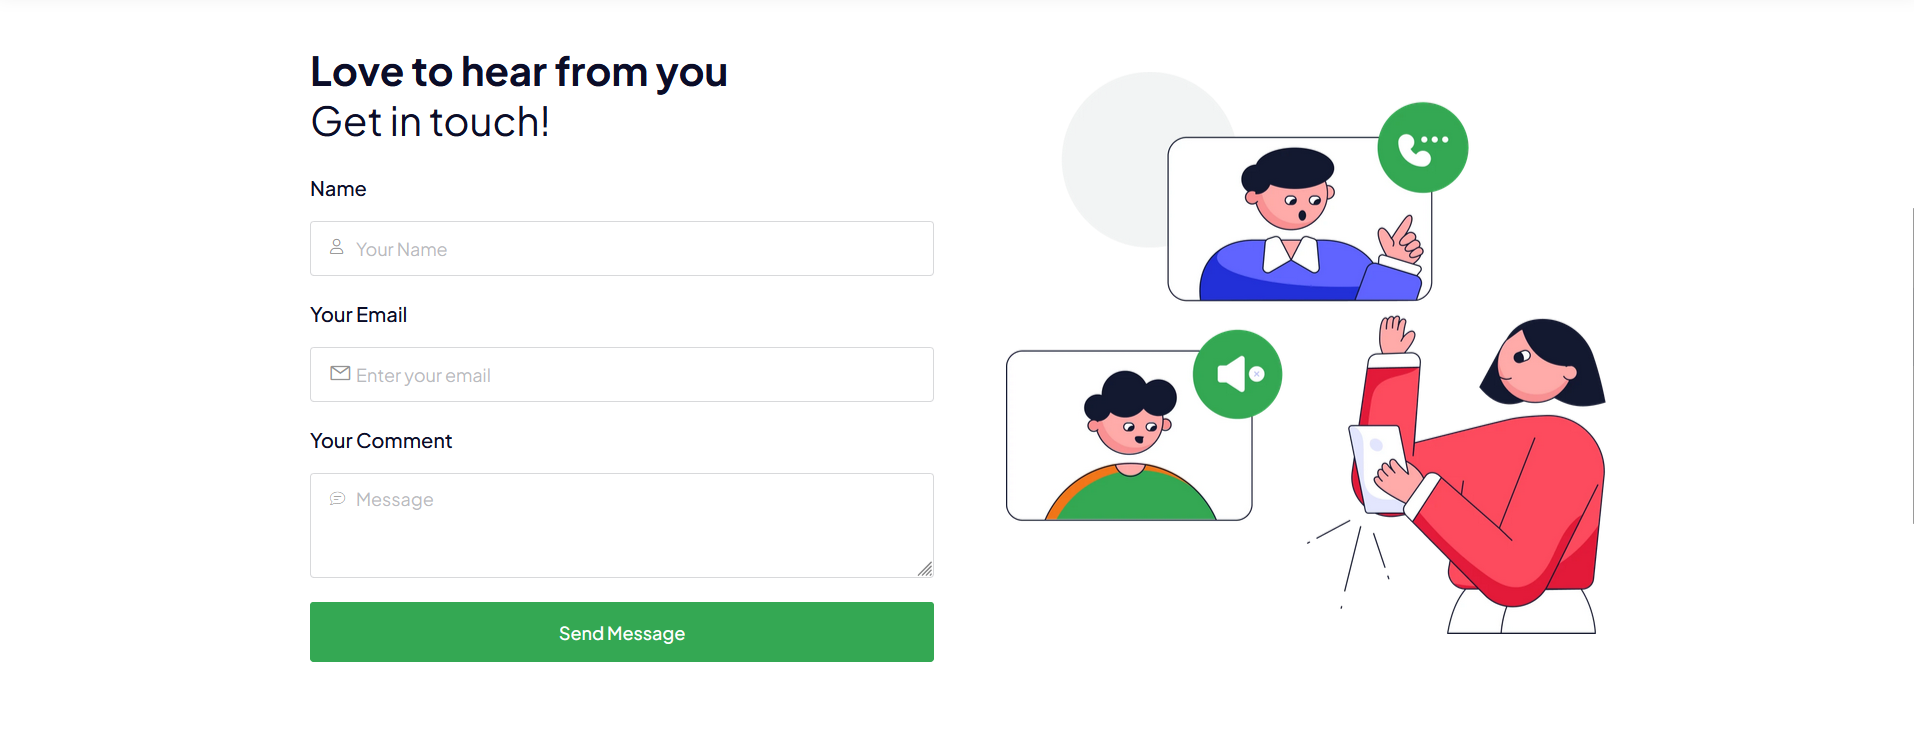 Love to hear from you
Get in touch!
Name
Your Name
Your Email
Enter your email
Your Comment
Message
Send Message